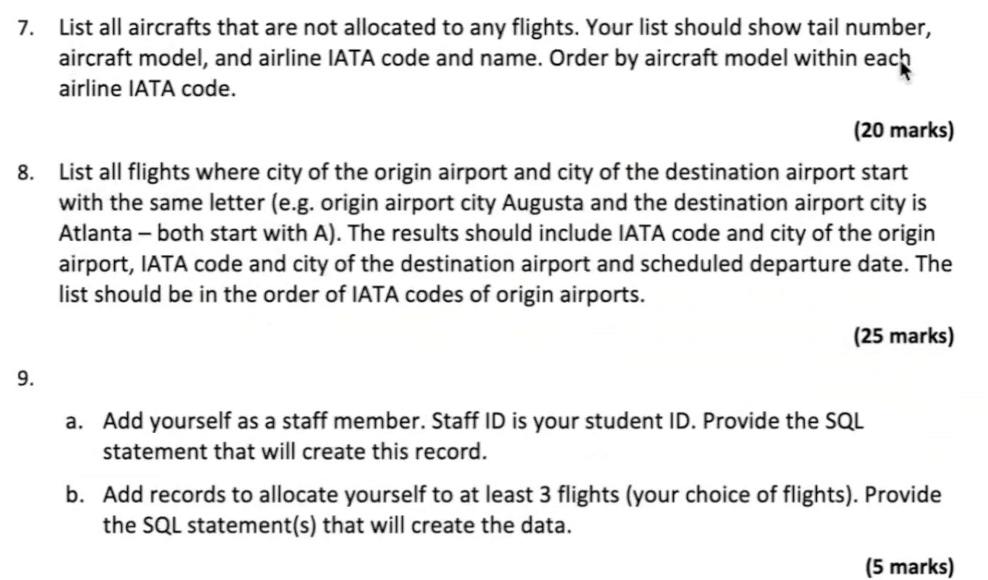 7. List all aircrafts that are not allocated to any flights. Your list should show tail number,
aircraft model, and airline IATA code and name. Order by aircraft model within each
airline IATA code.
(20 marks)
8. List all flights where city of the origin airport and city of the destination airport start
with the same letter (e.g. origin airport city Augusta and the destination airport city is
Atlanta – both start with A). The results should include IATA code and city of the origin
airport, IATA code and city of the destination airport and scheduled departure date. The
list should be in the order of IATA codes of origin airports.
(25 marks)
9.
a. Add yourself as a staff member. Staff ID is your student ID. Provide the SQL
statement that will create this record.
b. Add records to allocate yourself to at least 3 flights (your choice of flights). Provide
the SQL statement(s) that will create the data.
(5 marks)